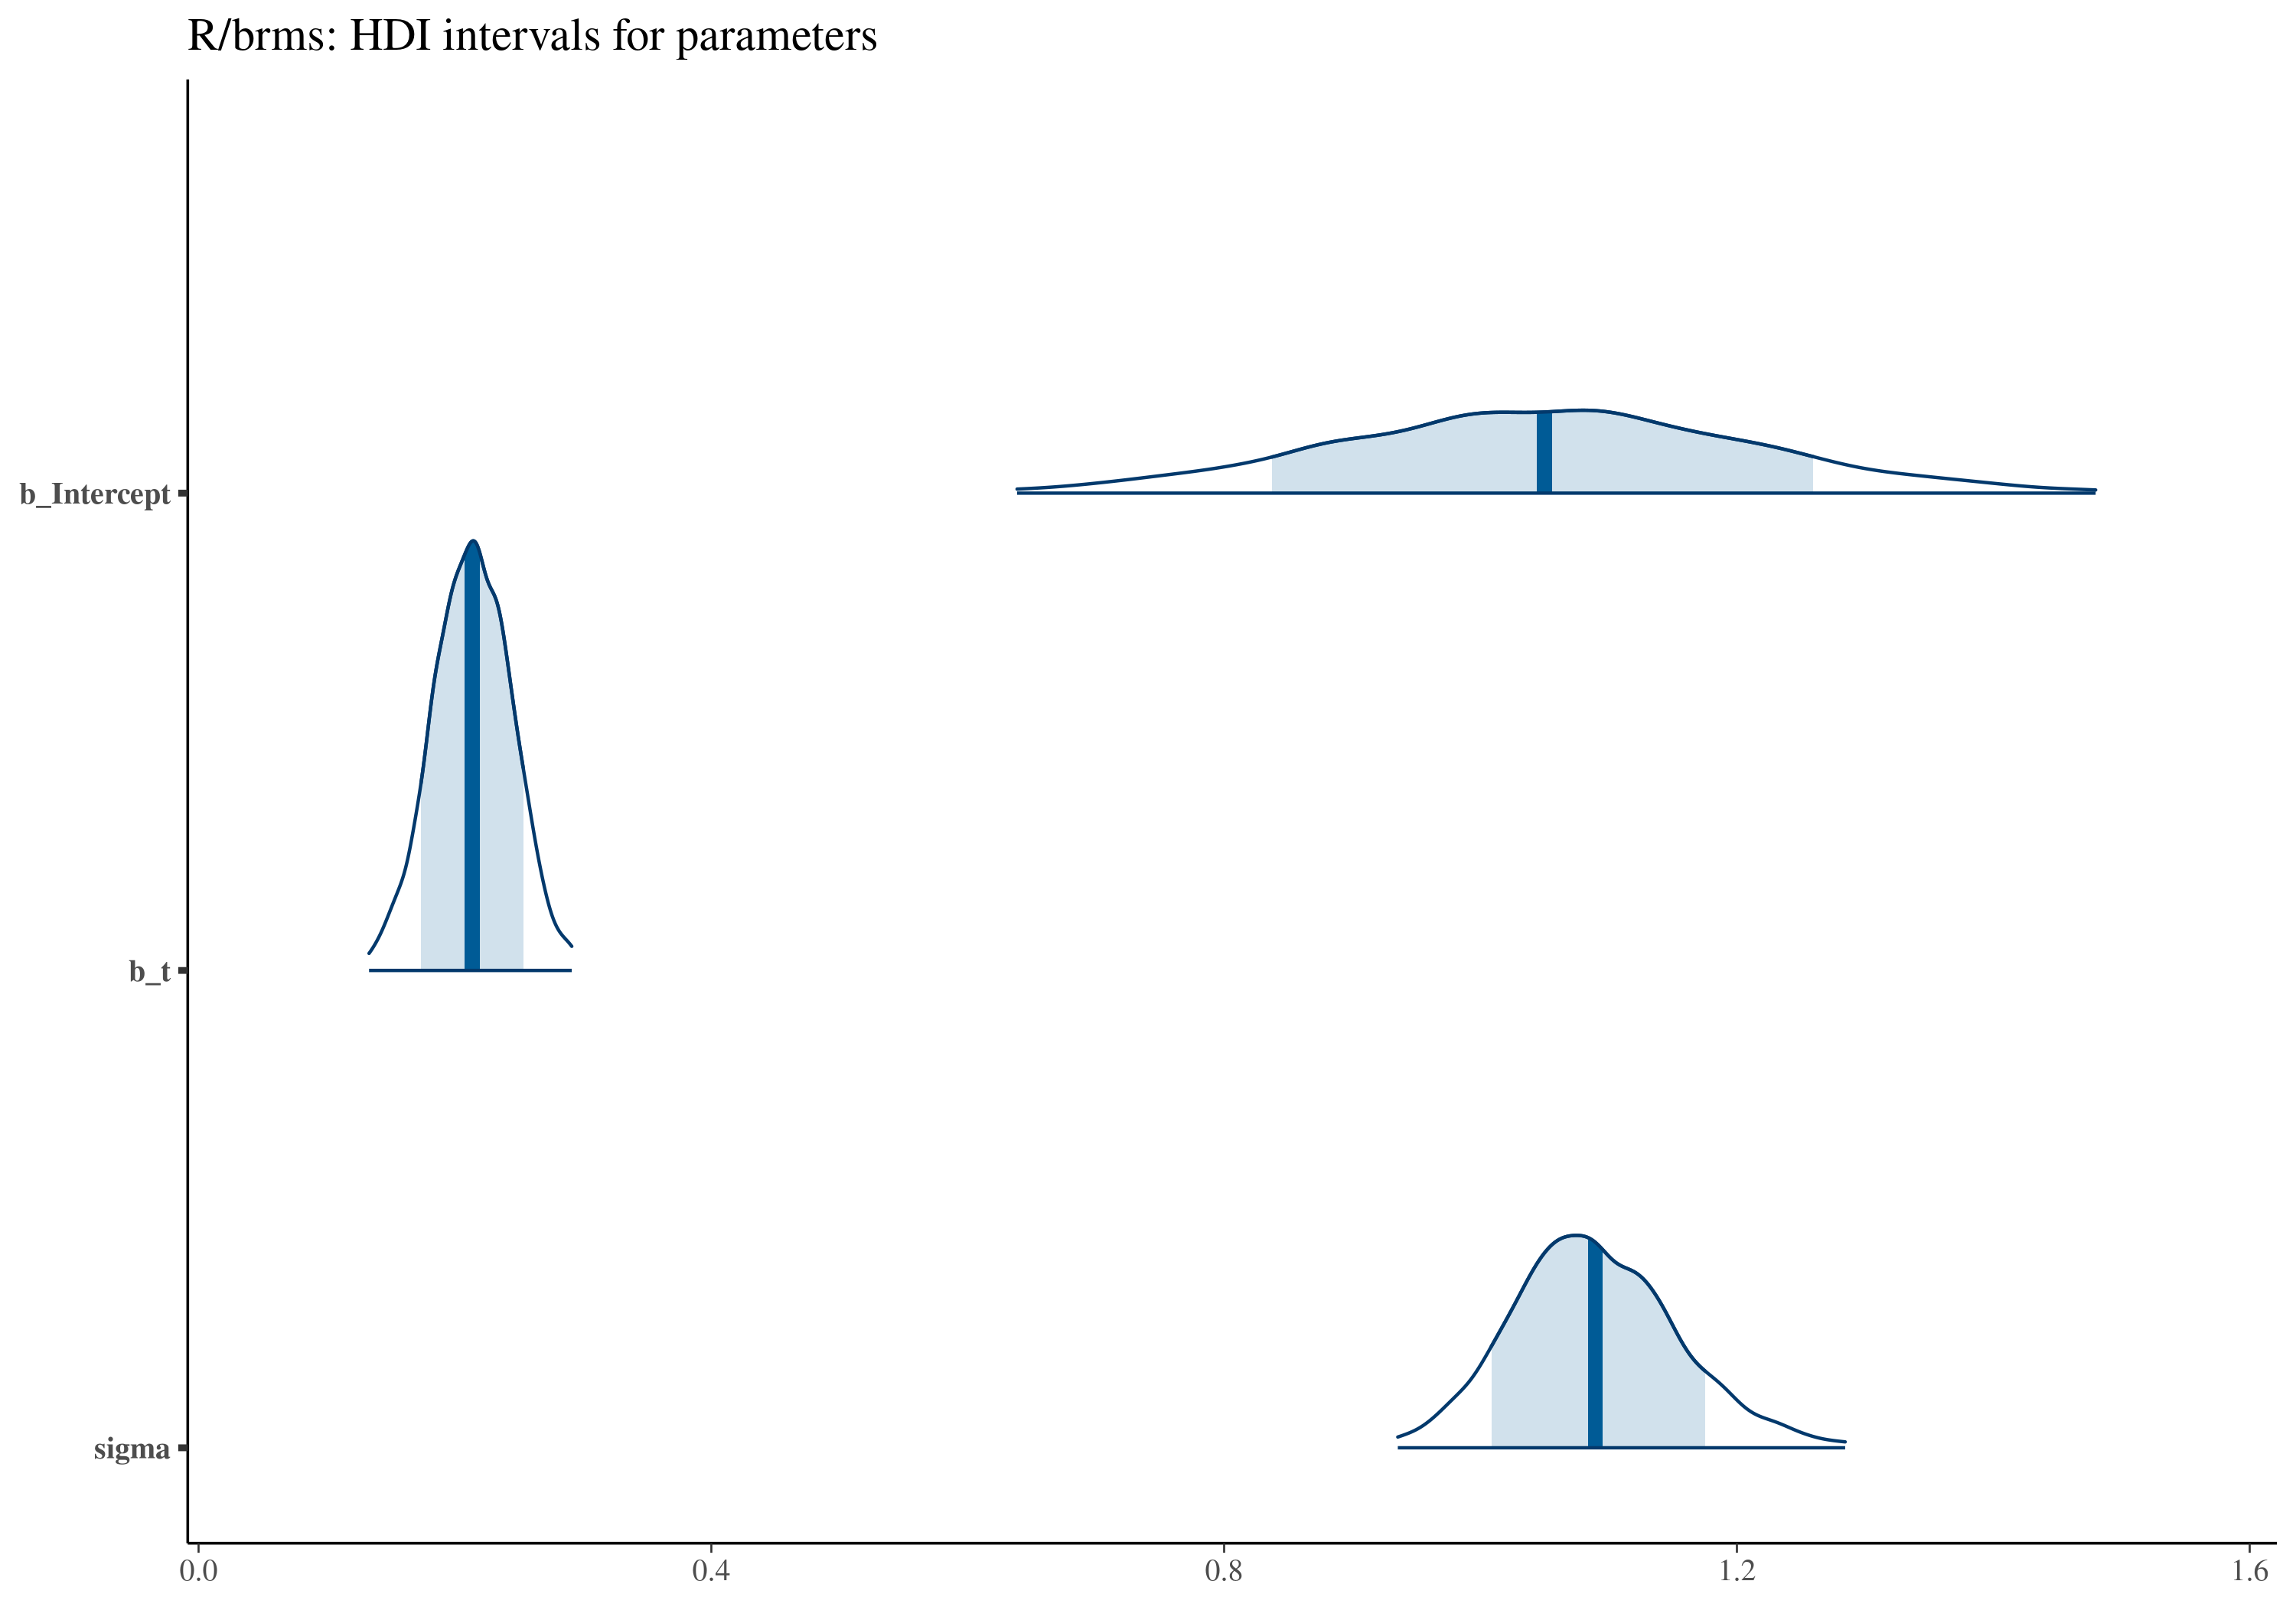 R/brms: HDI intervals for parameters
b_Intercept
b_t
sigma
0.0 0.4 0.8 1.2 1.6